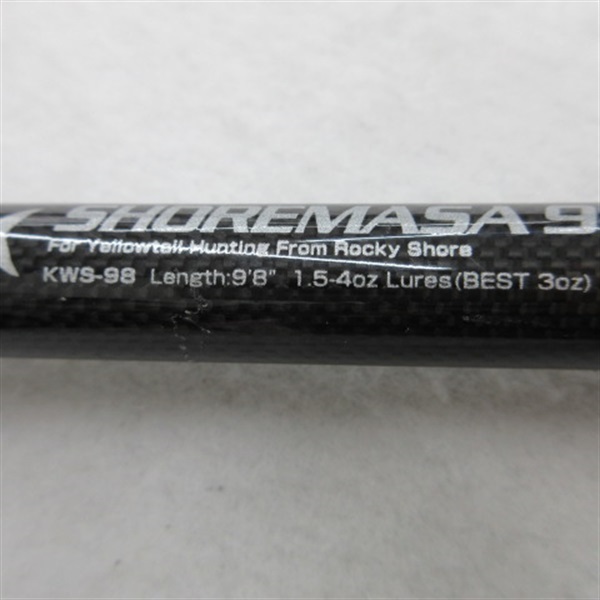 SHOREMASA 9
For Yellowtail Hunting From Rocky Shore
KWS-98 Length:9'8" 1.5-4oz Lures(BEST 3oz)